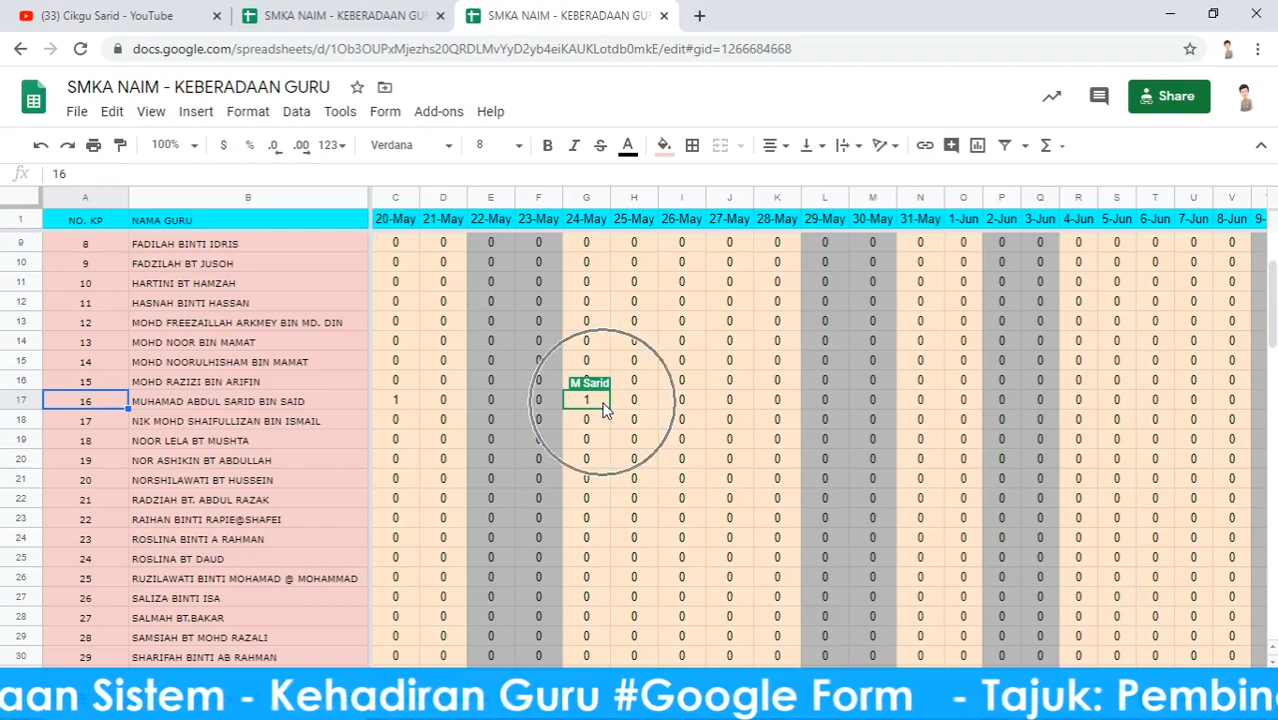 (33) Cikgu Sarid - YouTube
SMKA NAIM - KEBERADAAN GUR
SMKA NAIM - KEBERADAAN GUR
docs.google.com/spreadsheets/d/1Ob3OUPxMjezhs20QRDLMvYyD2yb4eiKAUKLotdb0mkE/edit#gid=1266684668
SMKA NAIM - KEBERADAAN GURU
File Edit View Insert Format Data Tools Form Add-ons Help
Share
100% $ % .0 .00 123 Verdana 8 B I S A
fx 16
A B C D E F G H I J K L M N O P Q R S T U V
1 NO. KP NAMA GURU 20-May 21-May 22-May 23-May 24-May 25-May 26-May 27-May 28-May 29-May 30-May 31-May 1-Jun 2-Jun 3-Jun 4-Jun 5-Jun 6-Jun 7-Jun 8-Jun 9-
9 8 FADILAH BINTI IDRIS 0 0 0 0 0 0 0 0 0 0 0 0 0 0 0 0 0 0 0 0
10 9 FADZILAH BT JUSOH 0 0 0 0 0 0 0 0 0 0 0 0 0 0 0 0 0 0 0 0
11 10 HARTINI BT HAMZAH 0 0 0 0 0 0 0 0 0 0 0 0 0 0 0 0 0 0 0 0
12 11 HASNAH BINTI HASSAN 0 0 0 0 0 0 0 0 0 0 0 0 0 0 0 0 0 0 0 0
13 12 MOHD FREEZAILLAH ARKMEY BIN MD. DIN 0 0 0 0 0 0 0 0 0 0 0 0 0 0 0 0 0 0 0 0
14 13 MOHD NOOR BIN MAMAT 0 0 0 0 0 0 0 0 0 0 0 0 0 0 0 0 0 0 0 0
15 14 MOHD NOORULHISHAM BIN MAMAT 0 0 0 0 0 0 0 0 0 0 0 0 0 0 0 0 0 0 0 0
16 15 MOHD RAZIZI BIN ARIFIN 0 0 0 0 M Sarid 0 0 0 0 0 0 0 0 0 0 0 0 0 0 0
17 16 MUHAMAD ABDUL SARID BIN SAID 1 0 0 0 1 0 0 0 0 0 0 0 0 0 0 0 0 0 0 0
18 17 NIK MOHD SHAIFULLIZAN BIN ISMAIL 0 0 0 0 0 0 0 0 0 0 0 0 0 0 0 0 0 0 0 0
19 18 NOOR LELA BT MUSHTA 0 0 0 0 0 0 0 0 0 0 0 0 0 0 0 0 0 0 0 0
20 19 NOR ASHIKIN BT ABDULLAH 0 0 0 0 0 0 0 0 0 0 0 0 0 0 0 0 0 0 0 0
21 20 NORSHILAWATI BT HUSSEIN 0 0 0 0 0 0 0 0 0 0 0 0 0 0 0 0 0 0 0 0
22 21 RADZIAH BT. ABDUL RAZAK 0 0 0 0 0 0 0 0 0 0 0 0 0 0 0 0 0 0 0 0
23 22 RAIHAN BINTI RAPIE@SHAFEI 0 0 0 0 0 0 0 0 0 0 0 0 0 0 0 0 0 0 0 0
24 23 ROSLINA BINTI A RAHMAN 0 0 0 0 0 0 0 0 0 0 0 0 0 0 0 0 0 0 0 0
25 24 ROSLINA BT DAUD 0 0 0 0 0 0 0 0 0 0 0 0 0 0 0 0 0 0 0 0
26 25 RUZILAWATI BINTI MOHAMAD @ MOHAMMAD 0 0 0 0 0 0 0 0 0 0 0 0 0 0 0 0 0 0 0 0
27 26 SALIZA BINTI ISA 0 0 0 0 0 0 0 0 0 0 0 0 0 0 0 0 0 0 0 0
28 27 SALMAH BT.BAKAR 0 0 0 0 0 0 0 0 0 0 0 0 0 0 0 0 0 0 0 0
29 28 SAMSIAH BT MOHD RAZALI 0 0 0 0 0 0 0 0 0 0 0 0 0 0 0 0 0 0 0 0
30 29 SHARIFAH BINTI AB RAHMAN 0 0 0 0 0 0 0 0 0 0 0 0 0 0 0 0 0 0 0 0
aan Sistem - Kehadiran Guru #Google Form - Tajuk: Pembin